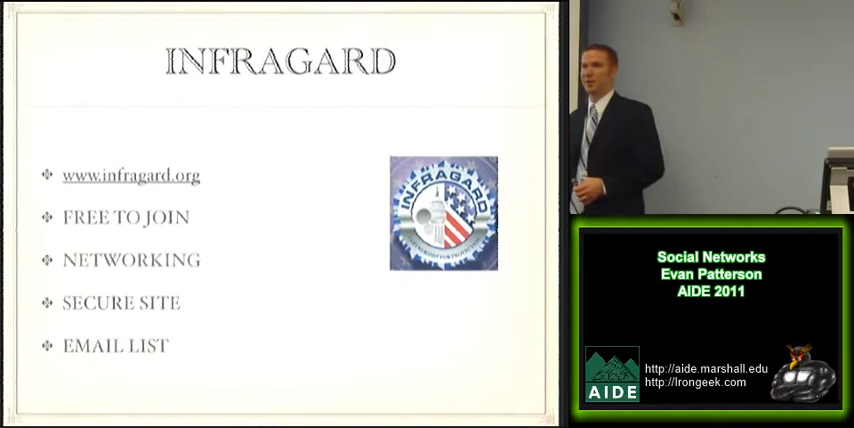 INFRAGARD
www.infragard.org
FREE TO JOIN
NETWORKING
SECURE SITE
EMAIL LIST
INFRAGARD
Social Networks
Evan Patterson
AIDE 2011
http://aide.marshall.edu
http://Irongeek.com
AIDE